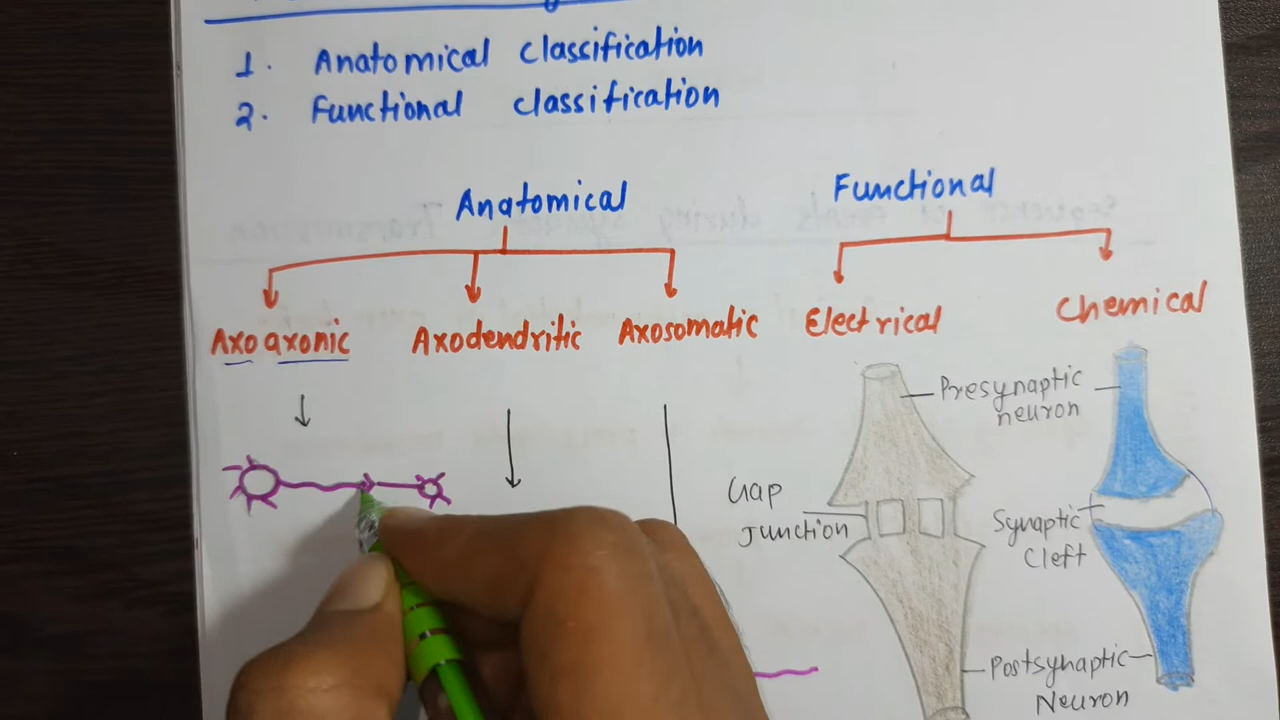 1. Anatomical classification
2. Functional classification
Anatomical
Functional
Axoaxonic
Axodendritic
Axosomatic
Electrical
Chemical
Presynaptic
neuron
Gap
junction
Synaptic
Cleft
Postsynaptic
Neuron